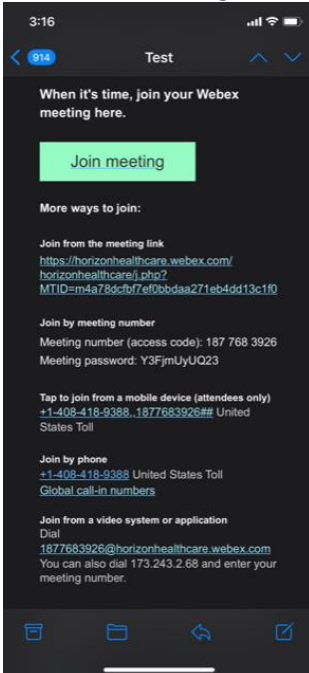 3:16
914
Test
When it's time, join your Webex
meeting here.
Join meeting
More ways to join:
Join from the meeting link
https://horizonhealthcare.webex.com/
horizonhealthcare/j.php?
MTID=m4a78dcfbf7ef0bbdaa271eb4dd13c1f0
Join by meeting number
Meeting number (access code): 187 768 3926
Meeting password: Y3FjmUyUQ23
Tap to join from a mobile device (attendees only)
+1-408-418-9388,,1877683926## United
States Toll
Join by phone
+1-408-418-9388 United States Toll
Global call-in numbers
Join from a video system or application
Dial
1877683926@horizonhealthcare.webex.com
You can also dial 173.243.2.68 and enter your
meeting number.